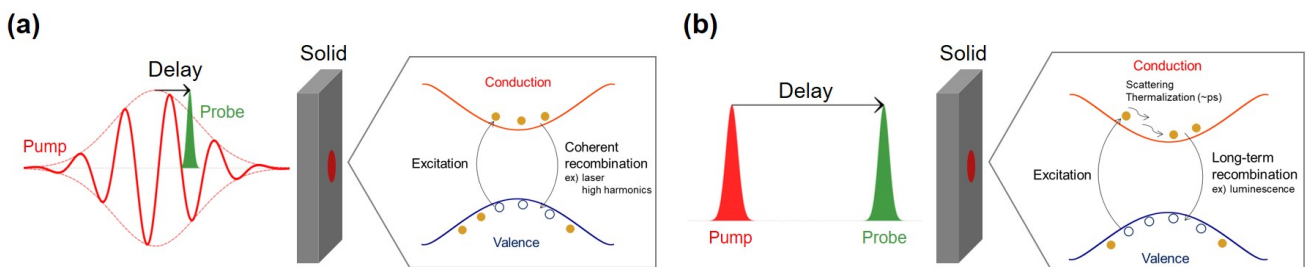 (a)
Solid
Delay
Probe
Pump
Conduction
Excitation
Coherent
recombination
ex) laser
high harmonics
Valence
(b)
Solid
Delay
Pump
Probe
Conduction
Scattering
Thermalization (~ps)
Excitation
Long-term
recombination
ex) luminescence
Valence